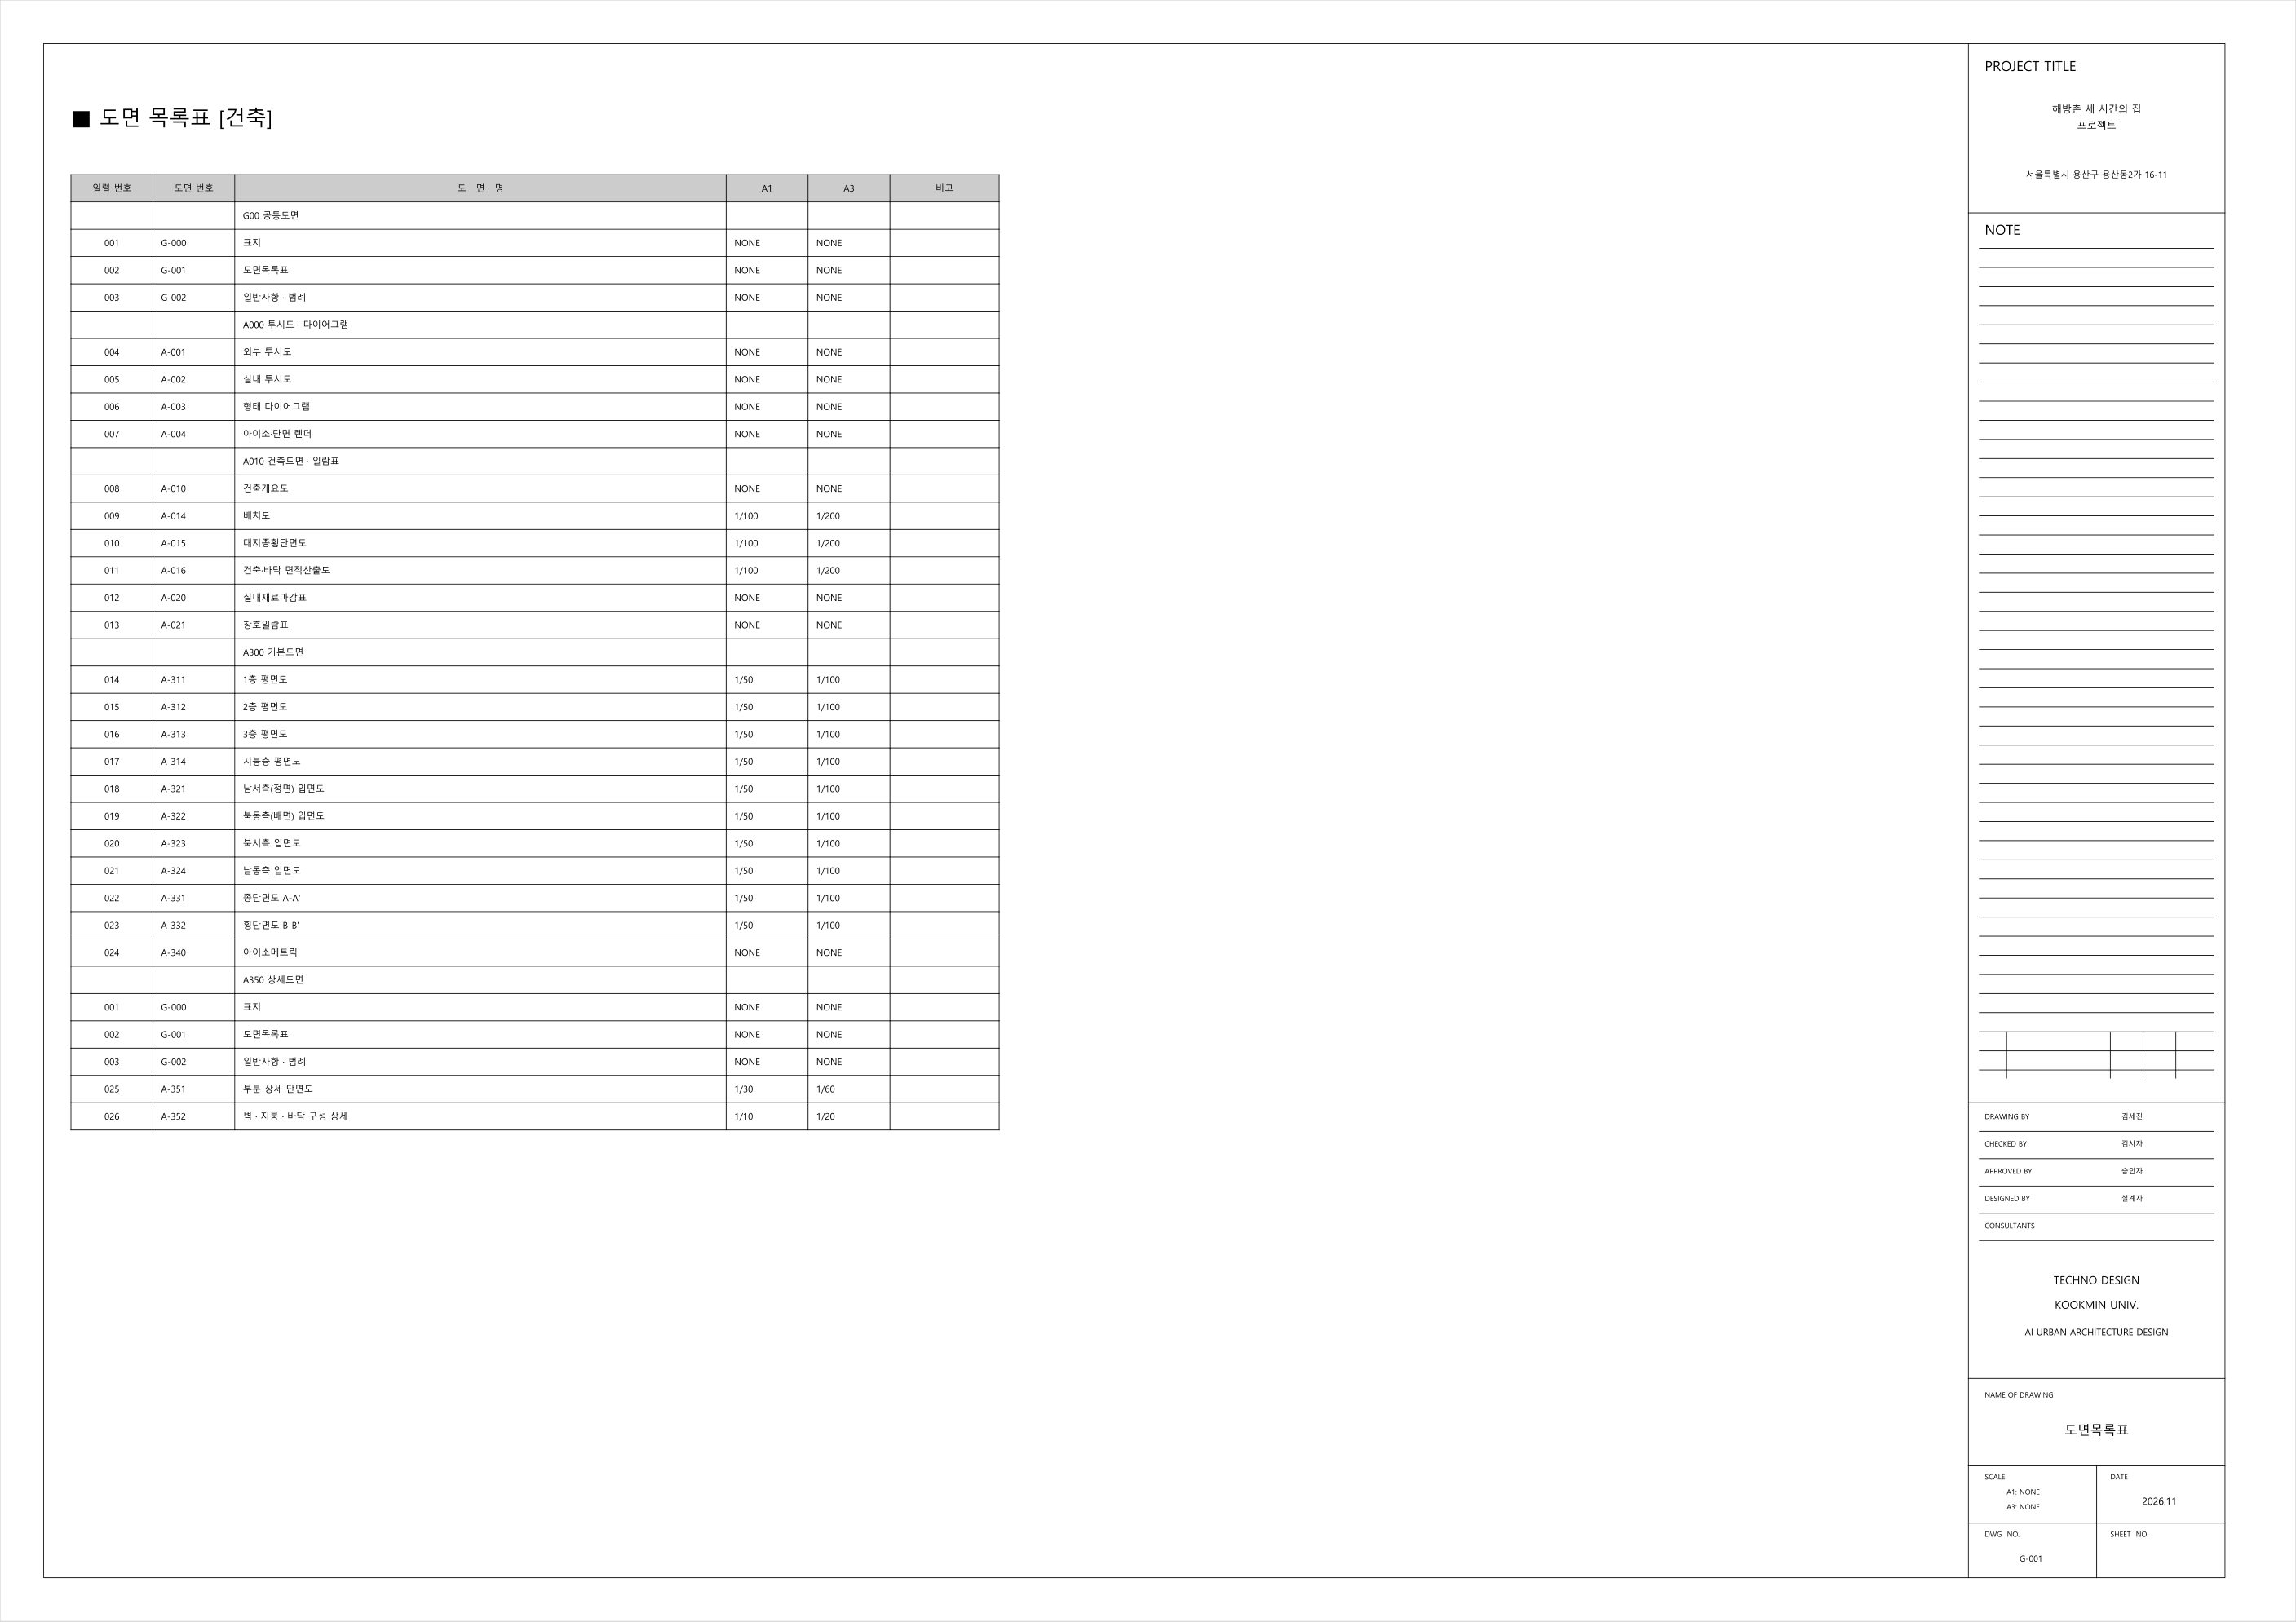 ■ 도면 목록표 [건축]
일렬 번호 도면 번호 도 면 명 A1 A3 비고
G00 공통도면
001 G-000 표지 NONE NONE
002 G-001 도면목록표 NONE NONE
003 G-002 일반사항 · 범례 NONE NONE
A000 투시도 · 다이어그램
004 A-001 외부 투시도 NONE NONE
005 A-002 실내 투시도 NONE NONE
006 A-003 형태 다이어그램 NONE NONE
007 A-004 아이소·단면 렌더 NONE NONE
A010 건축도면 · 일람표
008 A-010 건축개요도 NONE NONE
009 A-014 배치도 1/100 1/200
010 A-015 대지종횡단면도 1/100 1/200
011 A-016 건축·바닥 면적산출도 1/100 1/200
012 A-020 실내재료마감표 NONE NONE
013 A-021 창호일람표 NONE NONE
A300 기본도면
014 A-311 1층 평면도 1/50 1/100
015 A-312 2층 평면도 1/50 1/100
016 A-313 3층 평면도 1/50 1/100
017 A-314 지붕층 평면도 1/50 1/100
018 A-321 남서측(정면) 입면도 1/50 1/100
019 A-322 북동측(배면) 입면도 1/50 1/100
020 A-323 북서측 입면도 1/50 1/100
021 A-324 남동측 입면도 1/50 1/100
022 A-331 종단면도 A-A' 1/50 1/100
023 A-332 횡단면도 B-B' 1/50 1/100
024 A-340 아이소메트릭 NONE NONE
A350 상세도면
001 G-000 표지 NONE NONE
002 G-001 도면목록표 NONE NONE
003 G-002 일반사항 · 범례 NONE NONE
025 A-351 부분 상세 단면도 1/30 1/60
026 A-352 벽 · 지붕 · 바닥 구성 상세 1/10 1/20
PROJECT TITLE
해방촌 세 시간의 집
프로젝트
서울특별시 용산구 용산동2가 16-11
NOTE
DRAWING BY 김세진
CHECKED BY 검사자
APPROVED BY 승인자
DESIGNED BY 설계자
CONSULTANTS
TECHNO DESIGN
KOOKMIN UNIV.
AI URBAN ARCHITECTURE DESIGN
NAME OF DRAWING
도면목록표
SCALE
A1: NONE
A3: NONE
DATE
2026.11
DWG NO.
G-001
SHEET NO.